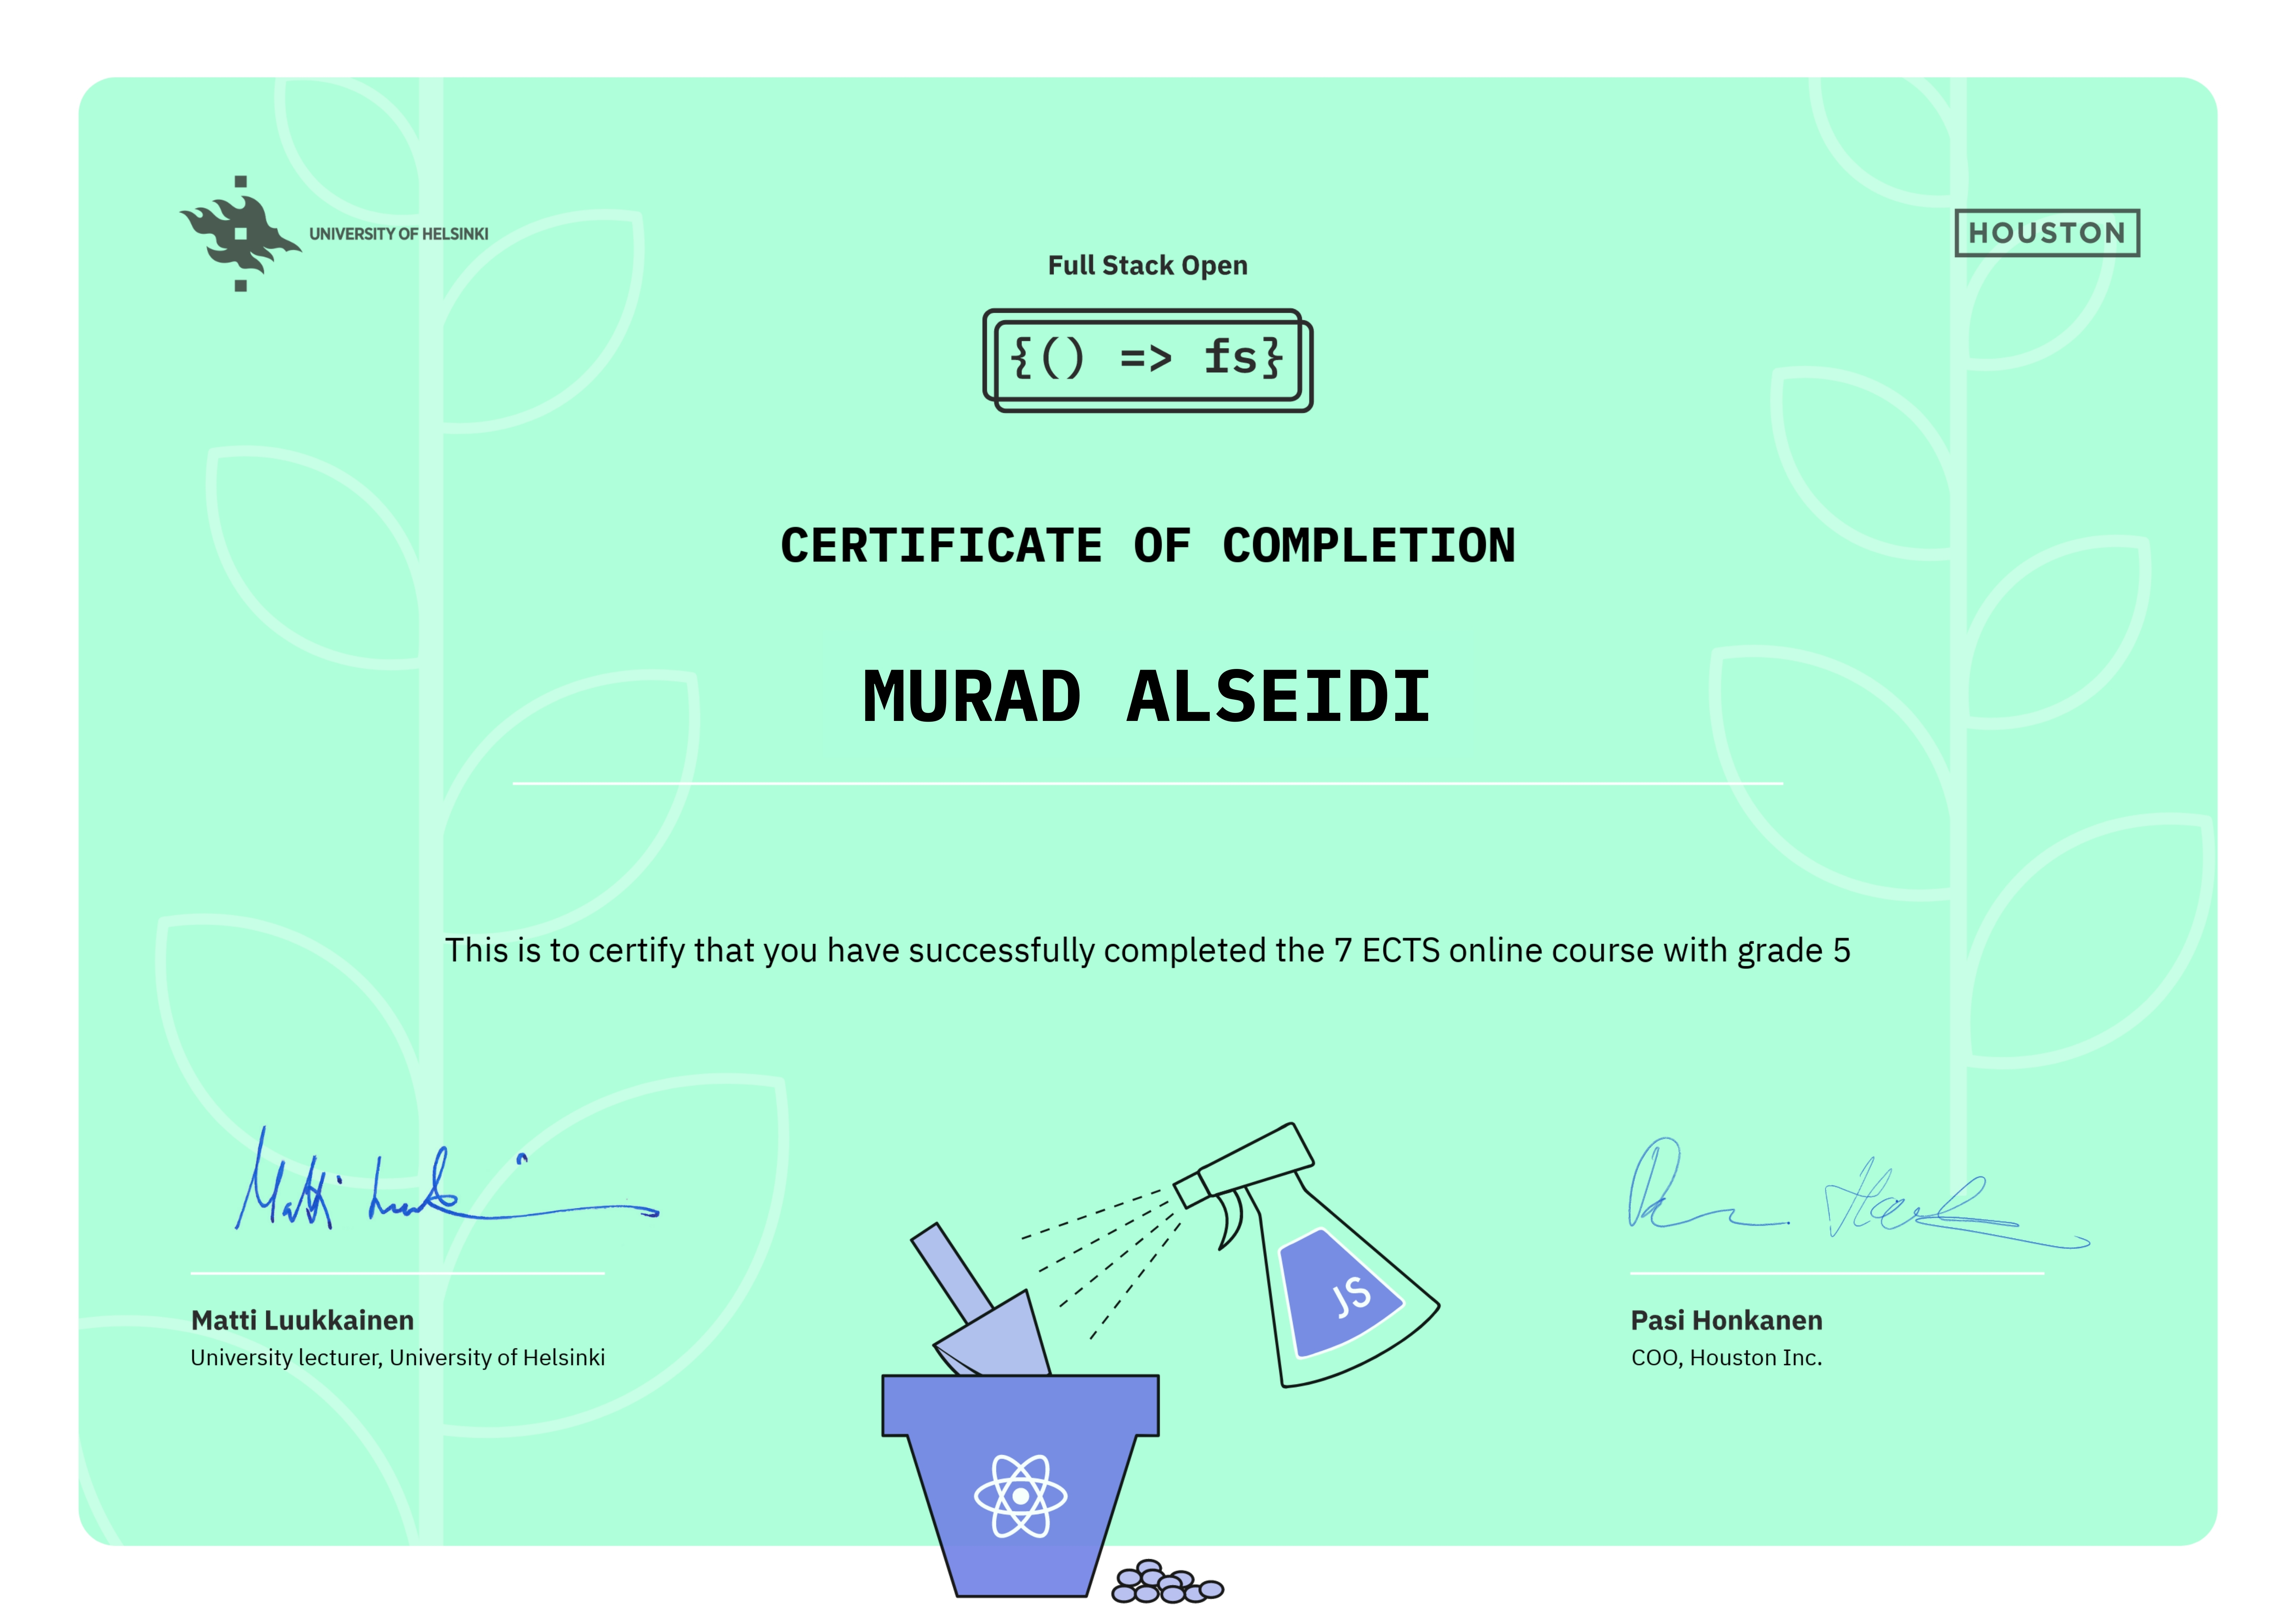 UNIVERSITY OF HELSINKI
HOUSTON
Full Stack Open
{() => fs}
CERTIFICATE OF COMPLETION
MURAD ALSEIDI
This is to certify that you have successfully completed the 7 ECTS online course with grade 5
JS
Matti Luukkainen
University lecturer, University of Helsinki
Pasi Honkanen
COO, Houston Inc.